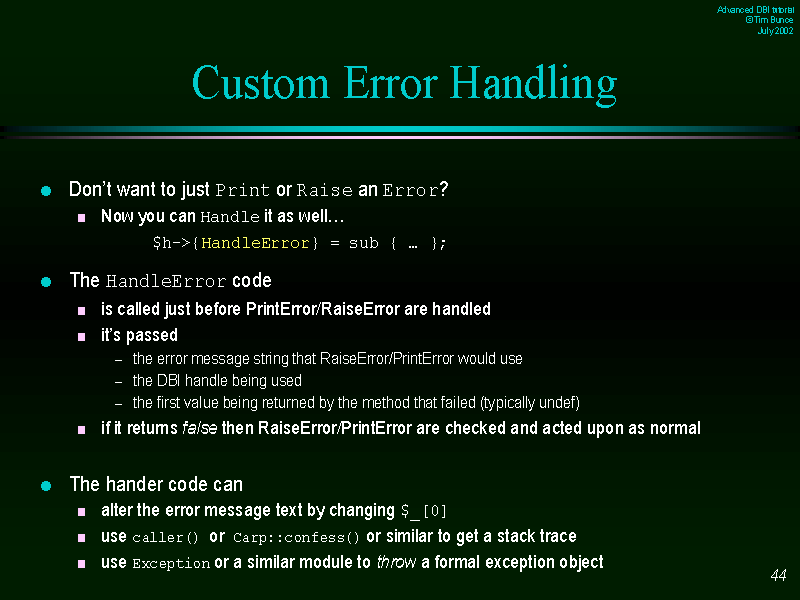 Advanced DBI tutorial
©Tim Bunce
July 2002
Custom Error Handling
Don’t want to just Print or Raise an Error?
Now you can Handle it as well…
$h->{HandleError} = sub { … };
The HandleError code
is called just before PrintError/RaiseError are handled
it’s passed
– the error message string that RaiseError/PrintError would use
– the DBI handle being used
– the first value being returned by the method that failed (typically undef)
if it returns false then RaiseError/PrintError are checked and acted upon as normal
The hander code can
alter the error message text by changing $_[0]
use caller() or Carp::confess() or similar to get a stack trace
use Exception or a similar module to throw a formal exception object
44